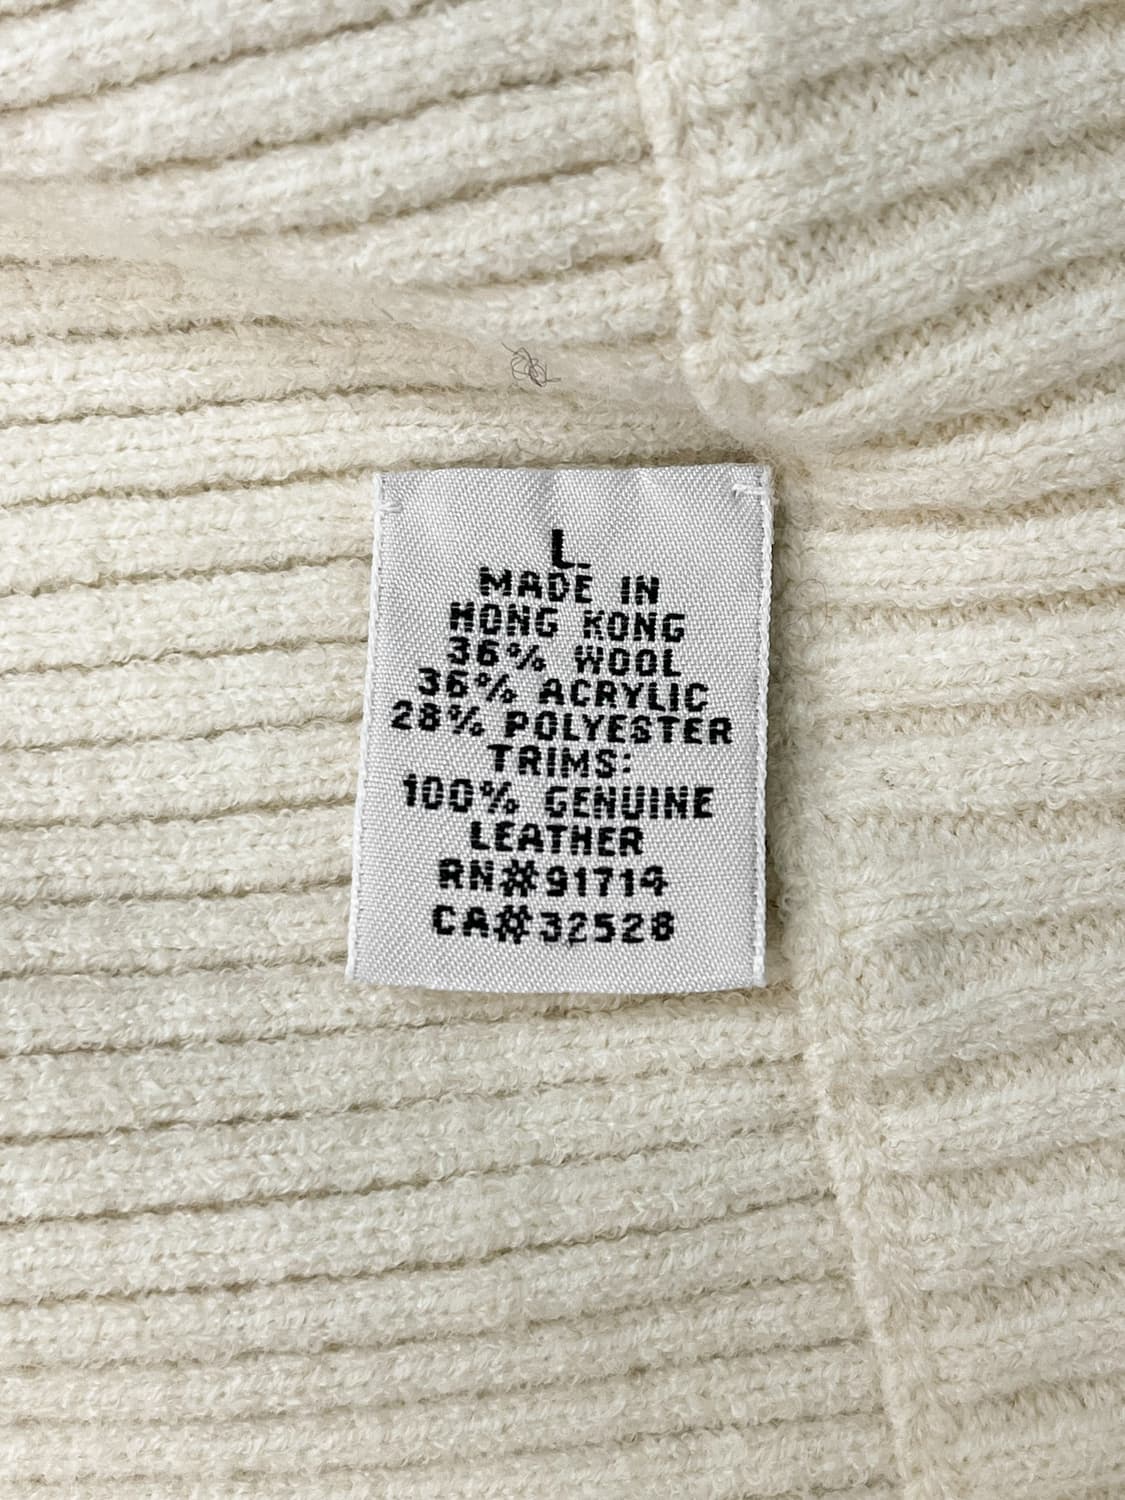 L
MADE IN
HONG KONG
36% WOOL
36% ACRYLIC
28% POLYESTER
TRIMS:
100% GENUINE
LEATHER
RN#91714
CA#32528